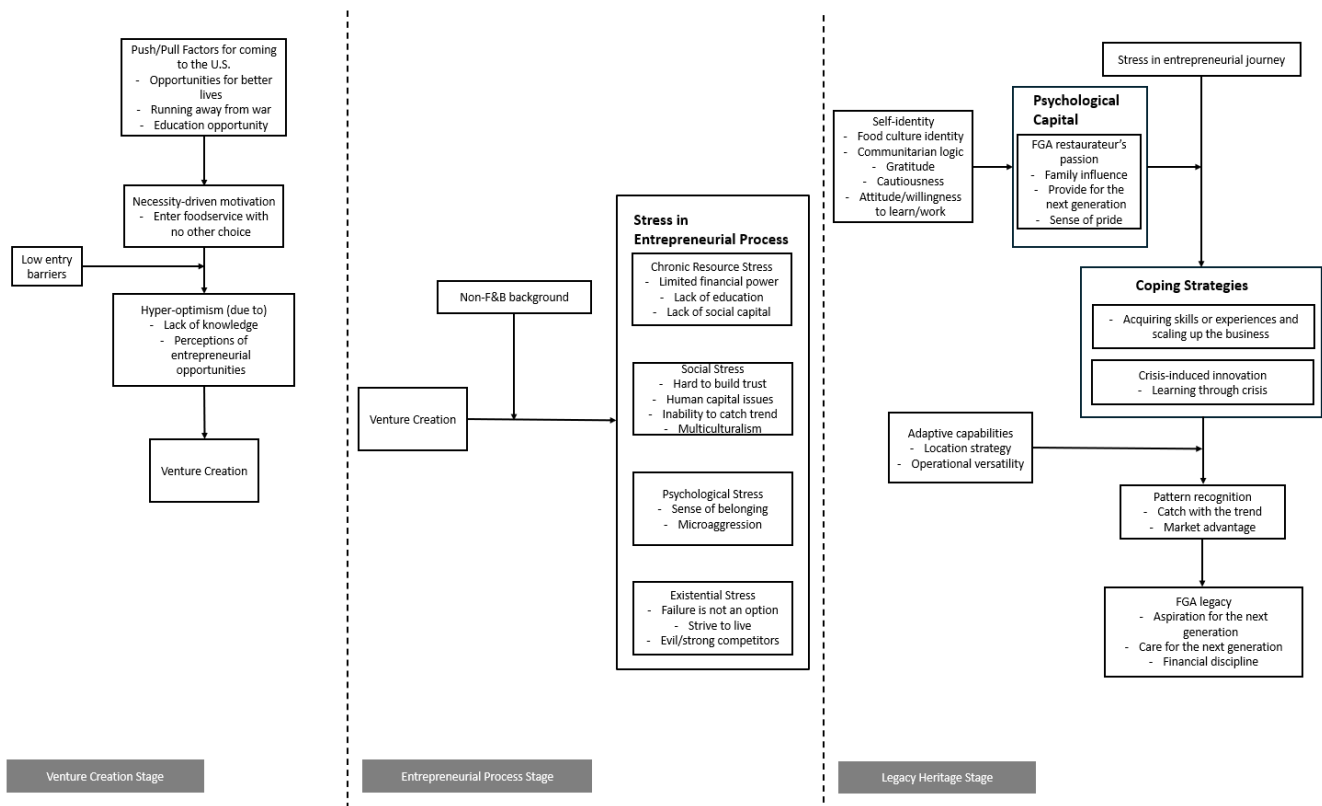 Push/Pull Factors for coming
to the U.S.
- Opportunities for better
lives
- Running away from war
- Education opportunity
Necessity-driven motivation
- Enter foodservice with
no other choice
Low entry
barriers
Hyper-optimism (due to)
- Lack of knowledge
- Perceptions of
entrepreneurial
opportunities
Venture Creation
Venture Creation Stage
Non-F&B background
Venture Creation
Stress in
Entrepreneurial Process
Chronic Resource Stress
- Limited financial power
- Lack of education
- Lack of social capital
Social Stress
- Hard to build trust
- Human capital issues
- Inability to catch trend
- Multiculturalism
Psychological Stress
- Sense of belonging
- Microaggression
Existential Stress
- Failure is not an option
- Strive to live
- Evil/strong competitors
Entrepreneurial Process Stage
Stress in entrepreneurial journey
Self-identity
- Food culture identity
- Communitarian logic
- Gratitude
- Cautiousness
- Attitude/willingness
to learn/work
Psychological
Capital
FGA restaurateur's
passion
- Family influence
- Provide for the
next generation
- Sense of pride
Coping Strategies
- Acquiring skills or experiences and
scaling up the business
Crisis-induced innovation
- Learning through crisis
Adaptive capabilities
- Location strategy
- Operational versatility
Pattern recognition
- Catch with the trend
- Market advantage
FGA legacy
- Aspiration for the next
generation
- Care for the next generation
- Financial discipline
Legacy Heritage Stage